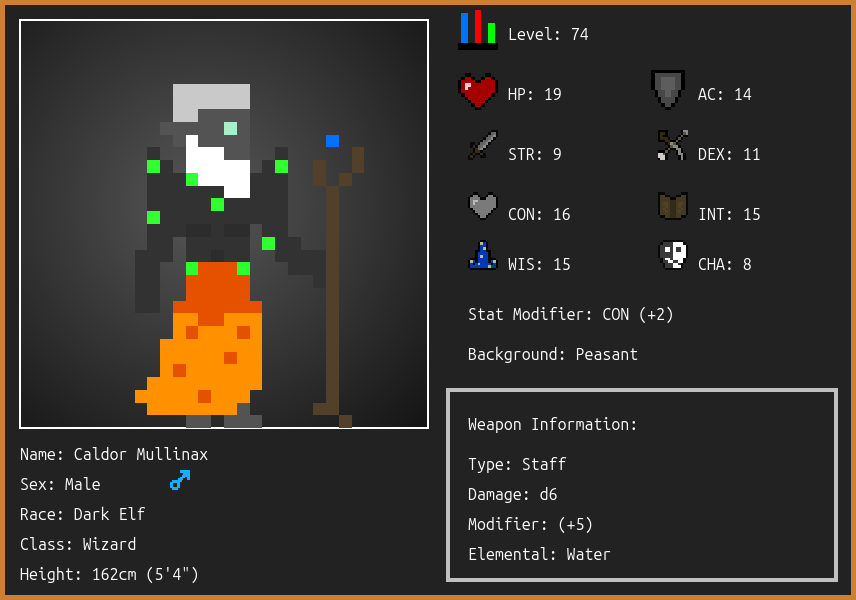 Level: 74
HP: 19
AC: 14
STR: 9
DEX: 11
CON: 16
INT: 15
WIS: 15
CHA: 8
Stat Modifier: CON (+2)
Background: Peasant
Weapon Information:
Type: Staff
Damage: d6
Modifier: (+5)
Elemental: Water
Name: Caldor Mullinax
Sex: Male
Race: Dark Elf
Class: Wizard
Height: 162cm (5'4")